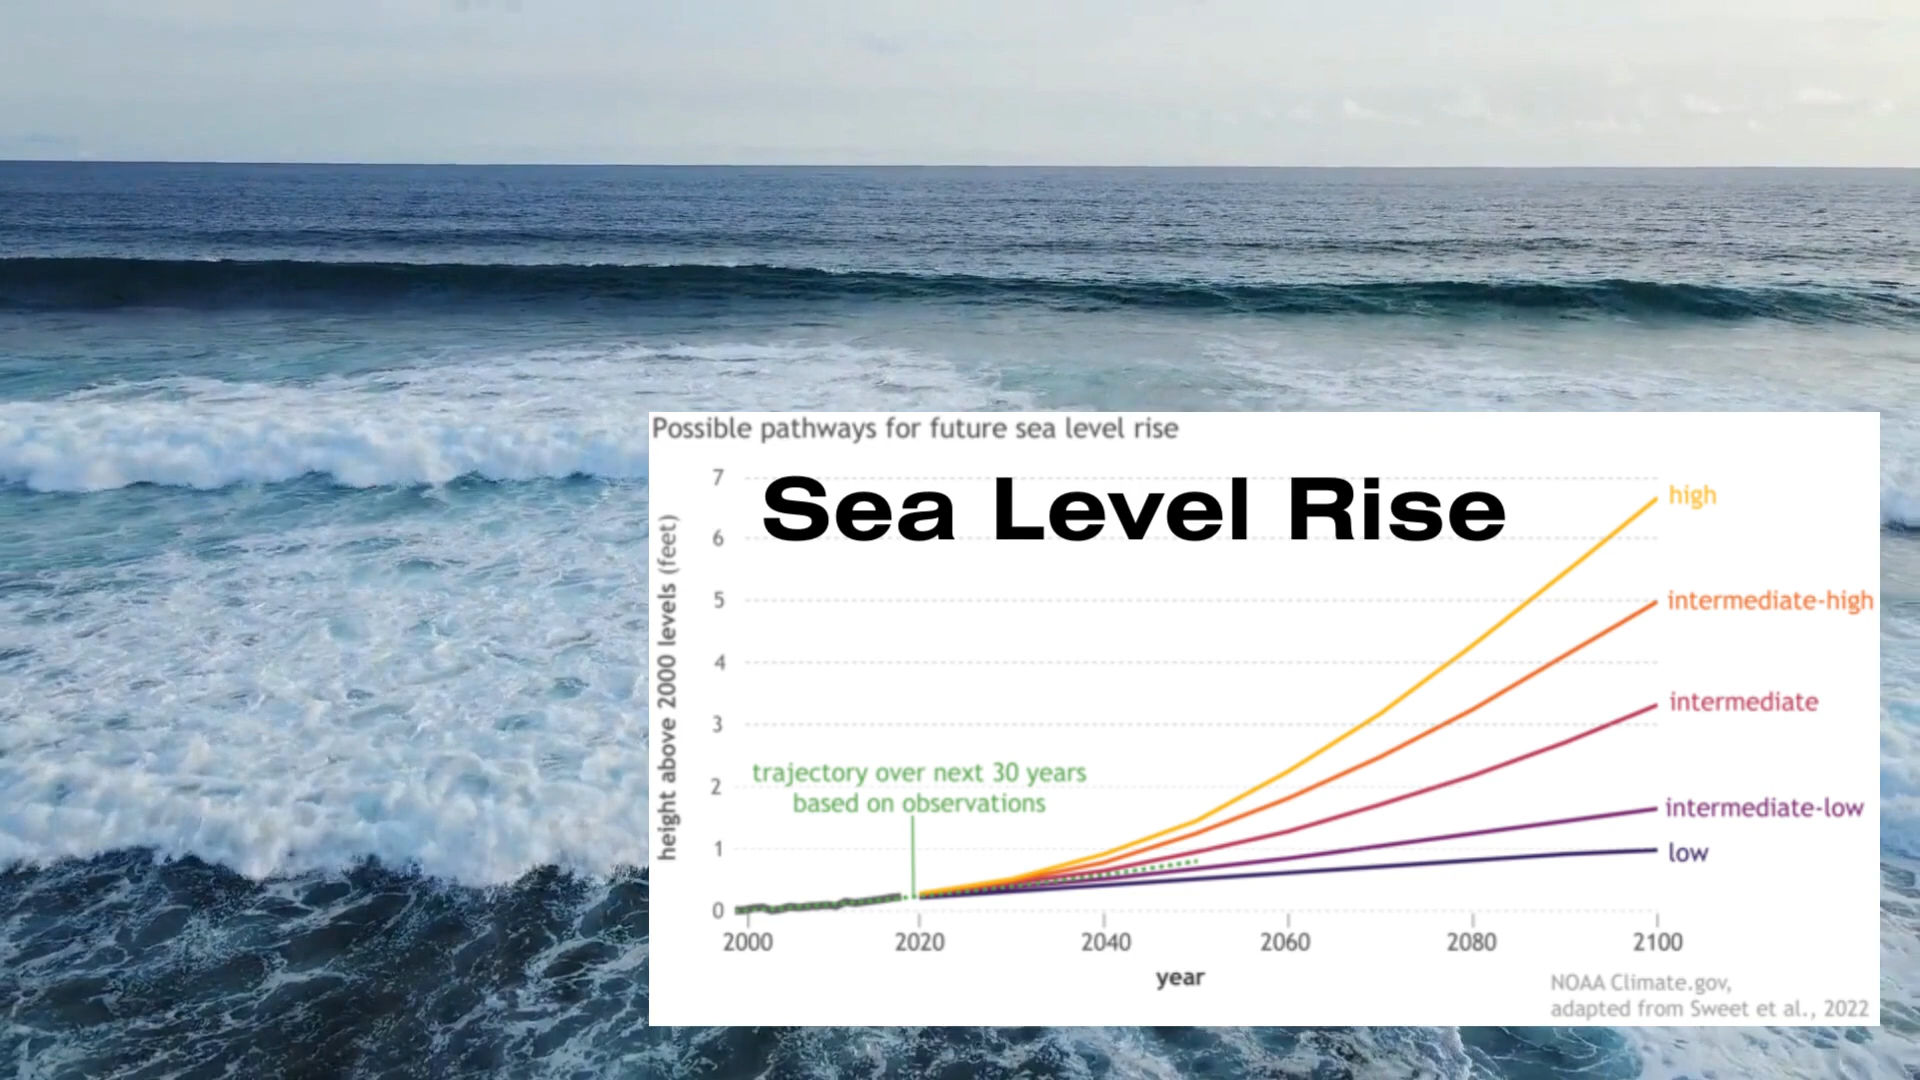 Possible pathways for future sea level rise
Sea Level Rise
height above 2000 levels (feet)
7
6
5
4
3
2
1
0
high
intermediate-high
intermediate
intermediate-low
low
trajectory over next 30 years
based on observations
2000 2020 2040 2060 2080 2100
year
NOAA Climate.gov,
adapted from Sweet et al., 2022